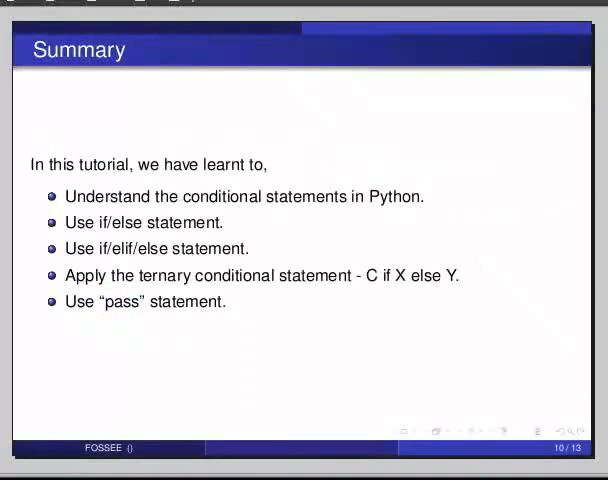 Summary
In this tutorial, we have learnt to,
Understand the conditional statements in Python.
Use if/else statement.
Use if/elif/else statement.
Apply the ternary conditional statement - C if X else Y.
Use “pass” statement.
FOSSEE ()
10 / 13